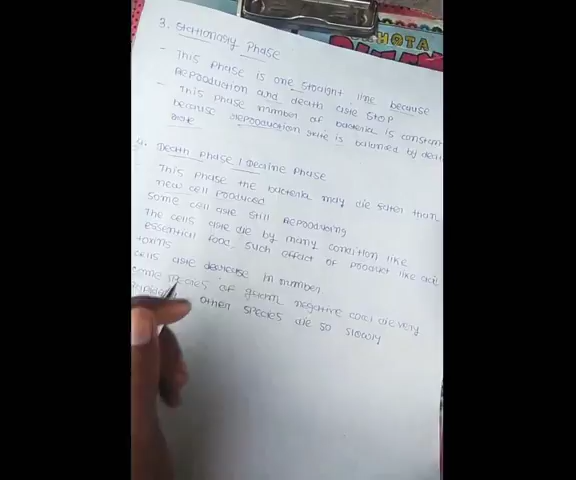 HOTA
3. Stationary Phase
- This phase is one straight line because
Reproduction and death are STOP
- This phase number of bacteria is constant
because reproduction rate is balanced by death
rate
4. Death Phase / Decline Phase
This phase the bacteria may die than
new cell Produced
Some cell are still Reproducing
The cells are die by many condition like
essential food, such effect of product like
cells are decrease in number
some species of germ negative cocci die very
other species die so slowly